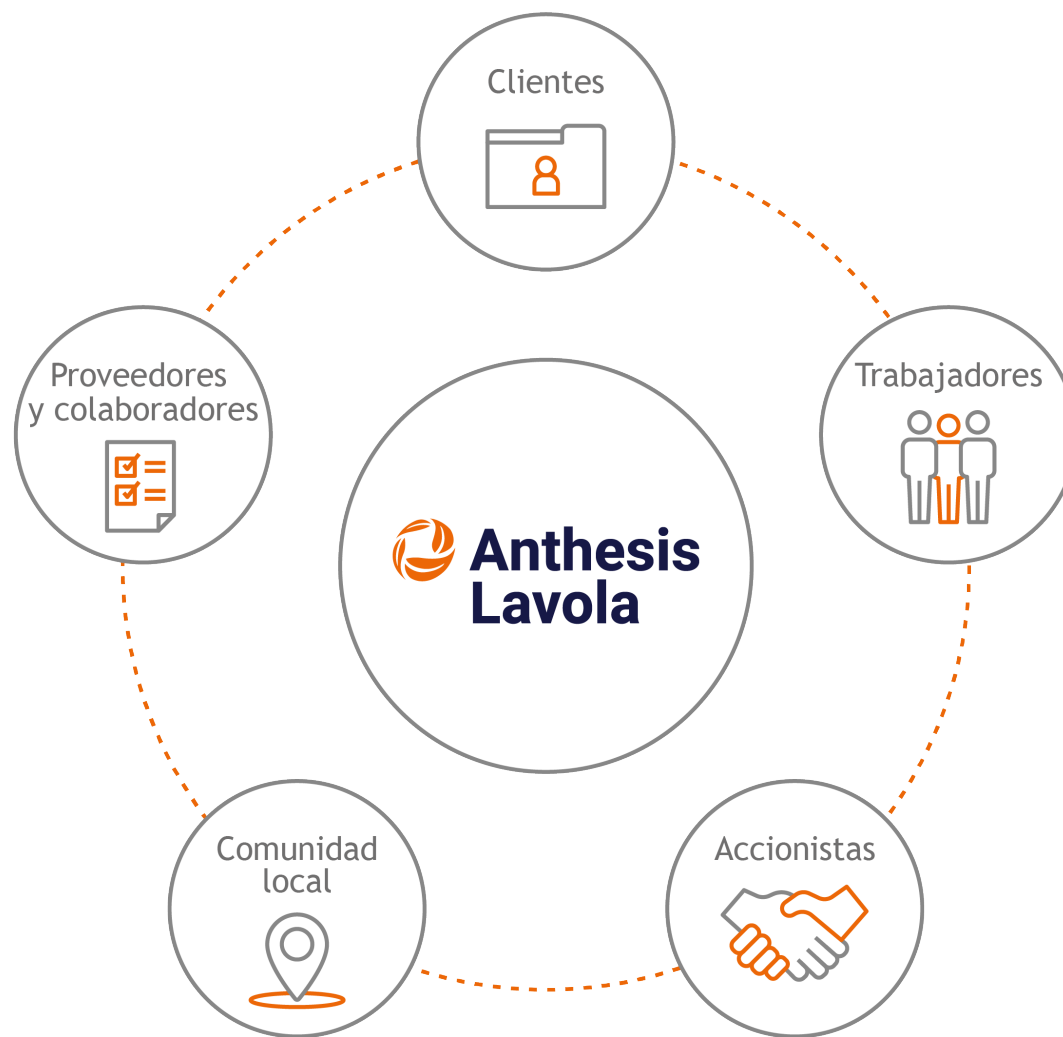 Clientes
Proveedores
y colaboradores
Trabajadores
Anthesis
Lavola
Comunidad
local
Accionistas